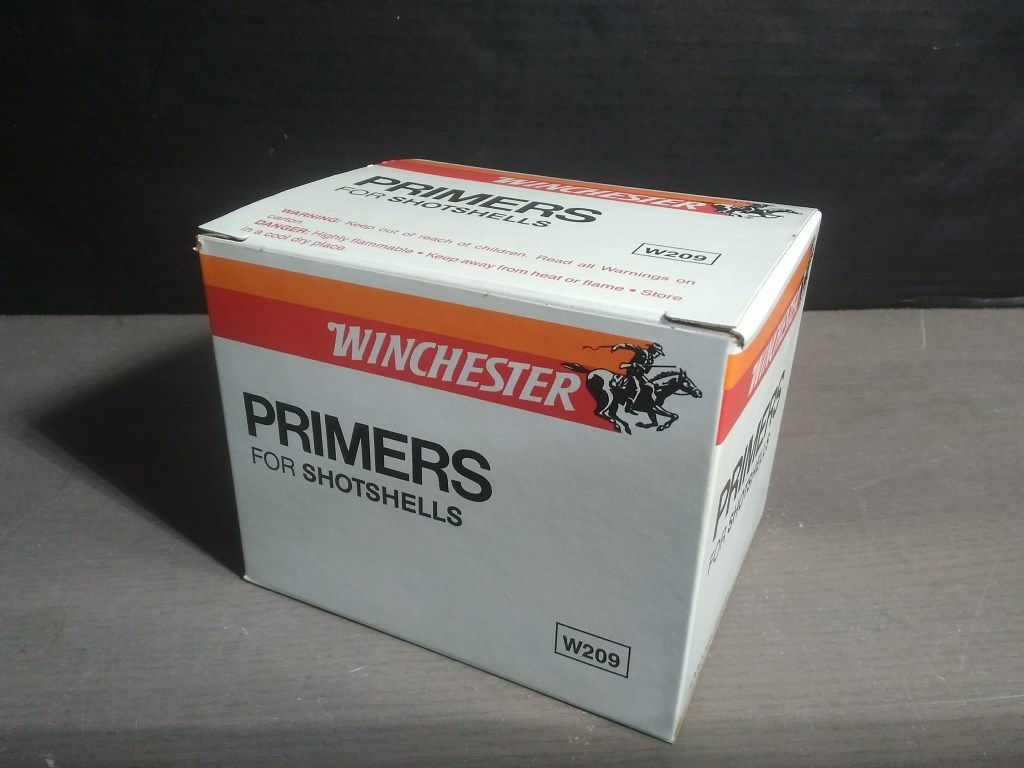 WINCHESTER
PRIMERS
FOR SHOTSHELLS
W209
WARNING: Keep out of reach of children. Read all Warnings on
carton.
DANGER: Highly flammable • Keep away from heat or flame • Store
in a cool dry place
WINCHESTER
PRIMERS
FOR SHOTSHELLS
W209
WINCHESTER
PRIMERS
FOR SHOTSHELLS